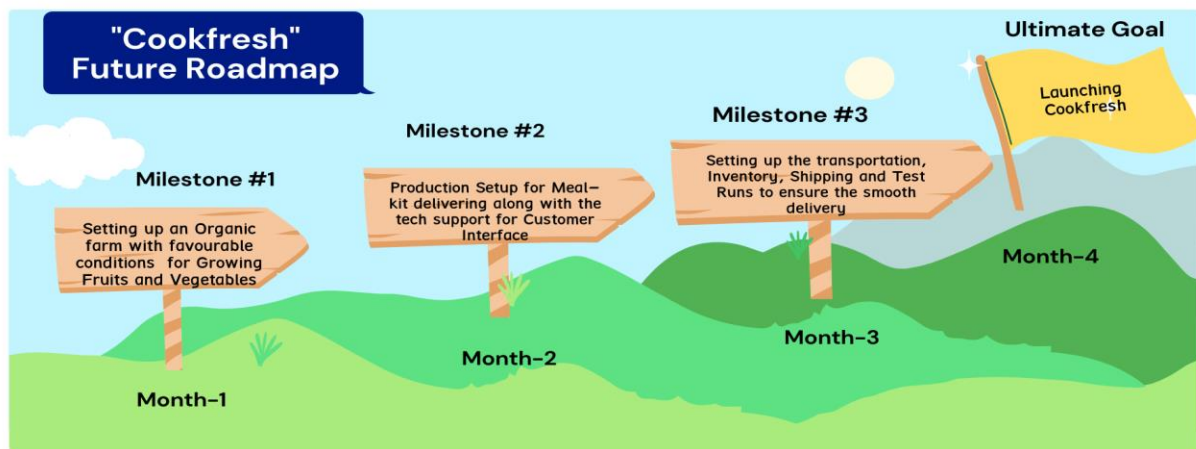 "Cookfresh"
Future Roadmap
Ultimate Goal
Launching
Cookfresh
Milestone #1
Setting up an Organic
farm with favourable
conditions for Growing
Fruits and Vegetables
Month-1
Milestone #2
Production Setup for Meal-
kit delivering along with the
tech support for Customer
Interface
Month-2
Milestone #3
Setting up the transportation,
Inventory, Shipping and Test
Runs to ensure the smooth
delivery
Month-3
Month-4